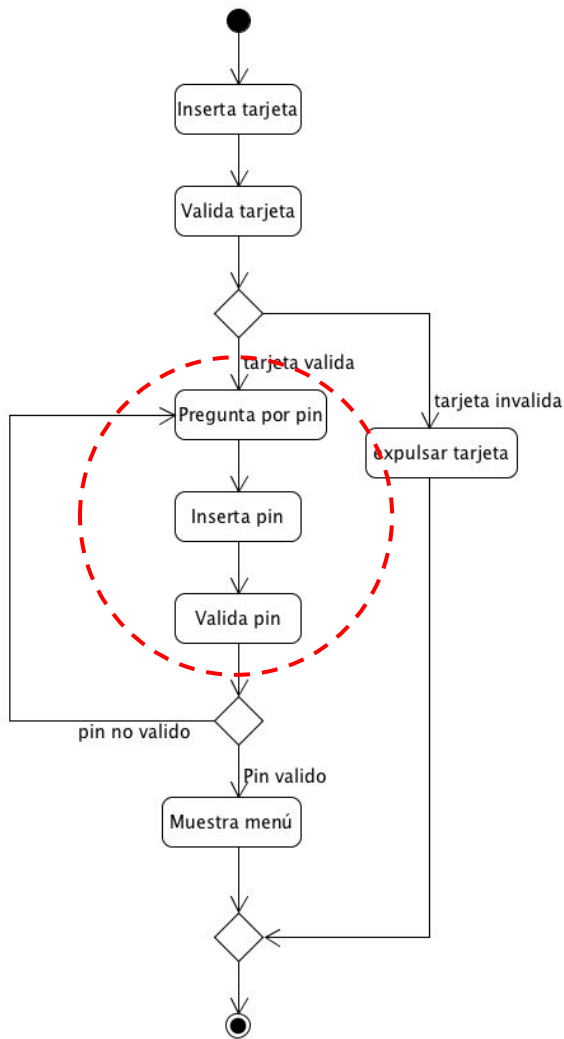 Inserta tarjeta
Valida tarjeta
tarjeta valida
tarjeta invalida
Pregunta por pin
expulsar tarjeta
Inserta pin
Valida pin
pin no valido
Pin valido
Muestra menú